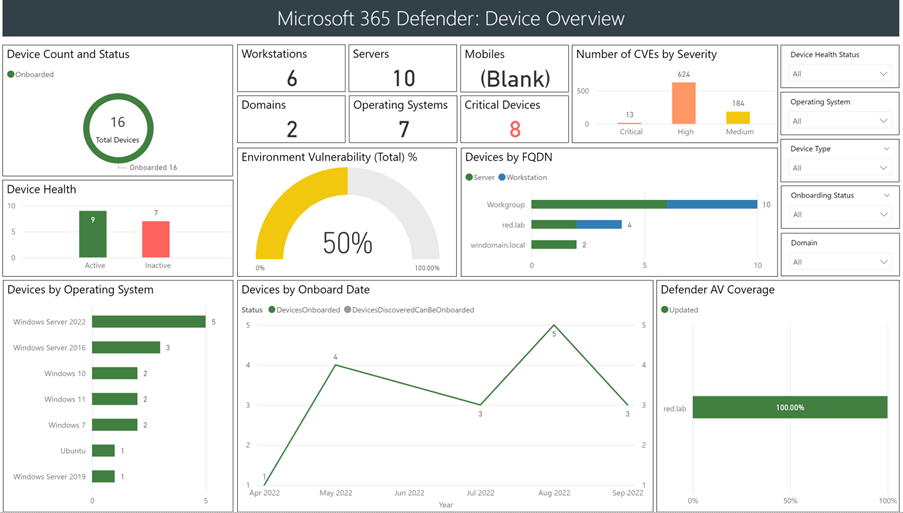 Microsoft 365 Defender: Device Overview
Device Count and Status
Onboarded
16
Total Devices
Onboarded 16
Workstations
6
Servers
10
Mobiles
(Blank)
Domains
2
Operating Systems
7
Critical Devices
8
Number of CVEs by Severity
500
0
13
624
184
Critical
High
Medium
Device Health Status
All
Operating System
All
Device Type
All
Onboarding Status
All
Domain
All
Device Health
10
5
0
9
7
Active
Inactive
Environment Vulnerability (Total) %
50%
0%
100.00%
Devices by FQDN
Server Workstation
Workgroup 10
red.lab 4
windomain.local 2
0 5 10
Devices by Operating System
Windows Server 2022 5
Windows Server 2016 3
Windows 10 2
Windows 11 2
Windows 7 2
Ubuntu 1
Windows Server 2019 1
0 5
Devices by Onboard Date
Status DevicesOnboarded DevicesDiscoveredCanBeOnboarded
5 5
4 4
3 3
2 2
1 1
1
4
3
5
3
Apr 2022 May 2022 Jun 2022 Jul 2022 Aug 2022 Sep 2022
Year
Defender AV Coverage
Updated
red.lab 100.00%
0% 50% 100%